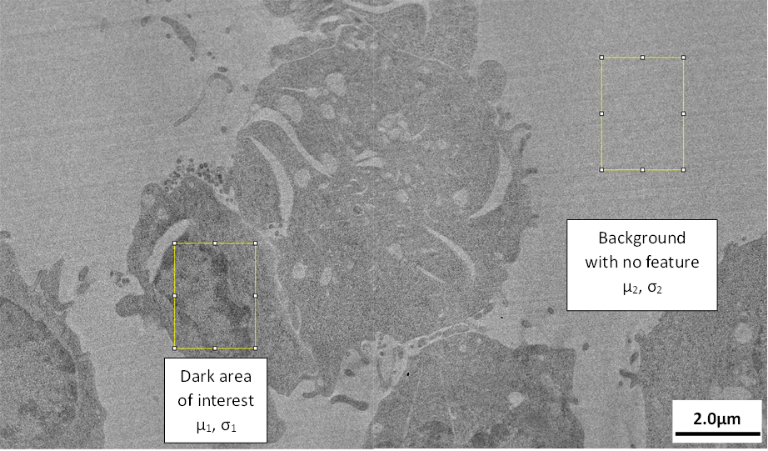 Background
with no feature
μ₂, σ₂
Dark area
of interest
μ₁, σ₁
2.0μm